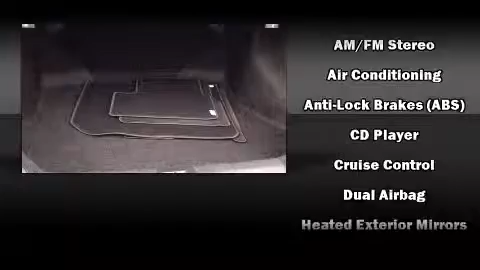 AM/FM Stereo
Air Conditioning
Anti-Lock Brakes (ABS)
CD Player
Cruise Control
Dual Airbag
Heated Exterior Mirrors